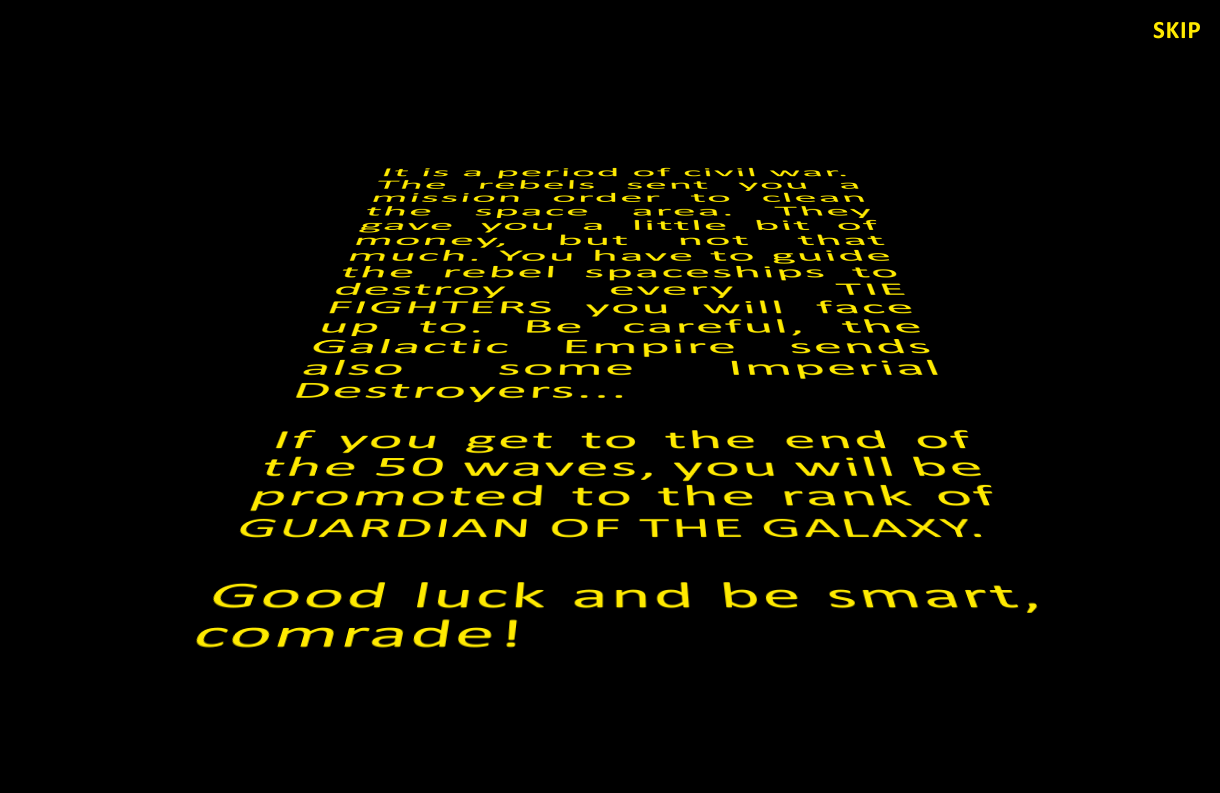 SKIP
It is a period of civil war.
The rebels sent you a
mission order to clean
the space area. They
gave you a little bit of
money, but not that
much. You have to guide
the rebel spaceships to
destroy every TIE
FIGHTERS you will face
up to. Be careful, the
Galactic Empire sends
also some Imperial
Destroyers...
If you get to the end of
the 50 waves, you will be
promoted to the rank of
GUARDIAN OF THE GALAXY.
Good luck and be smart,
comrade!